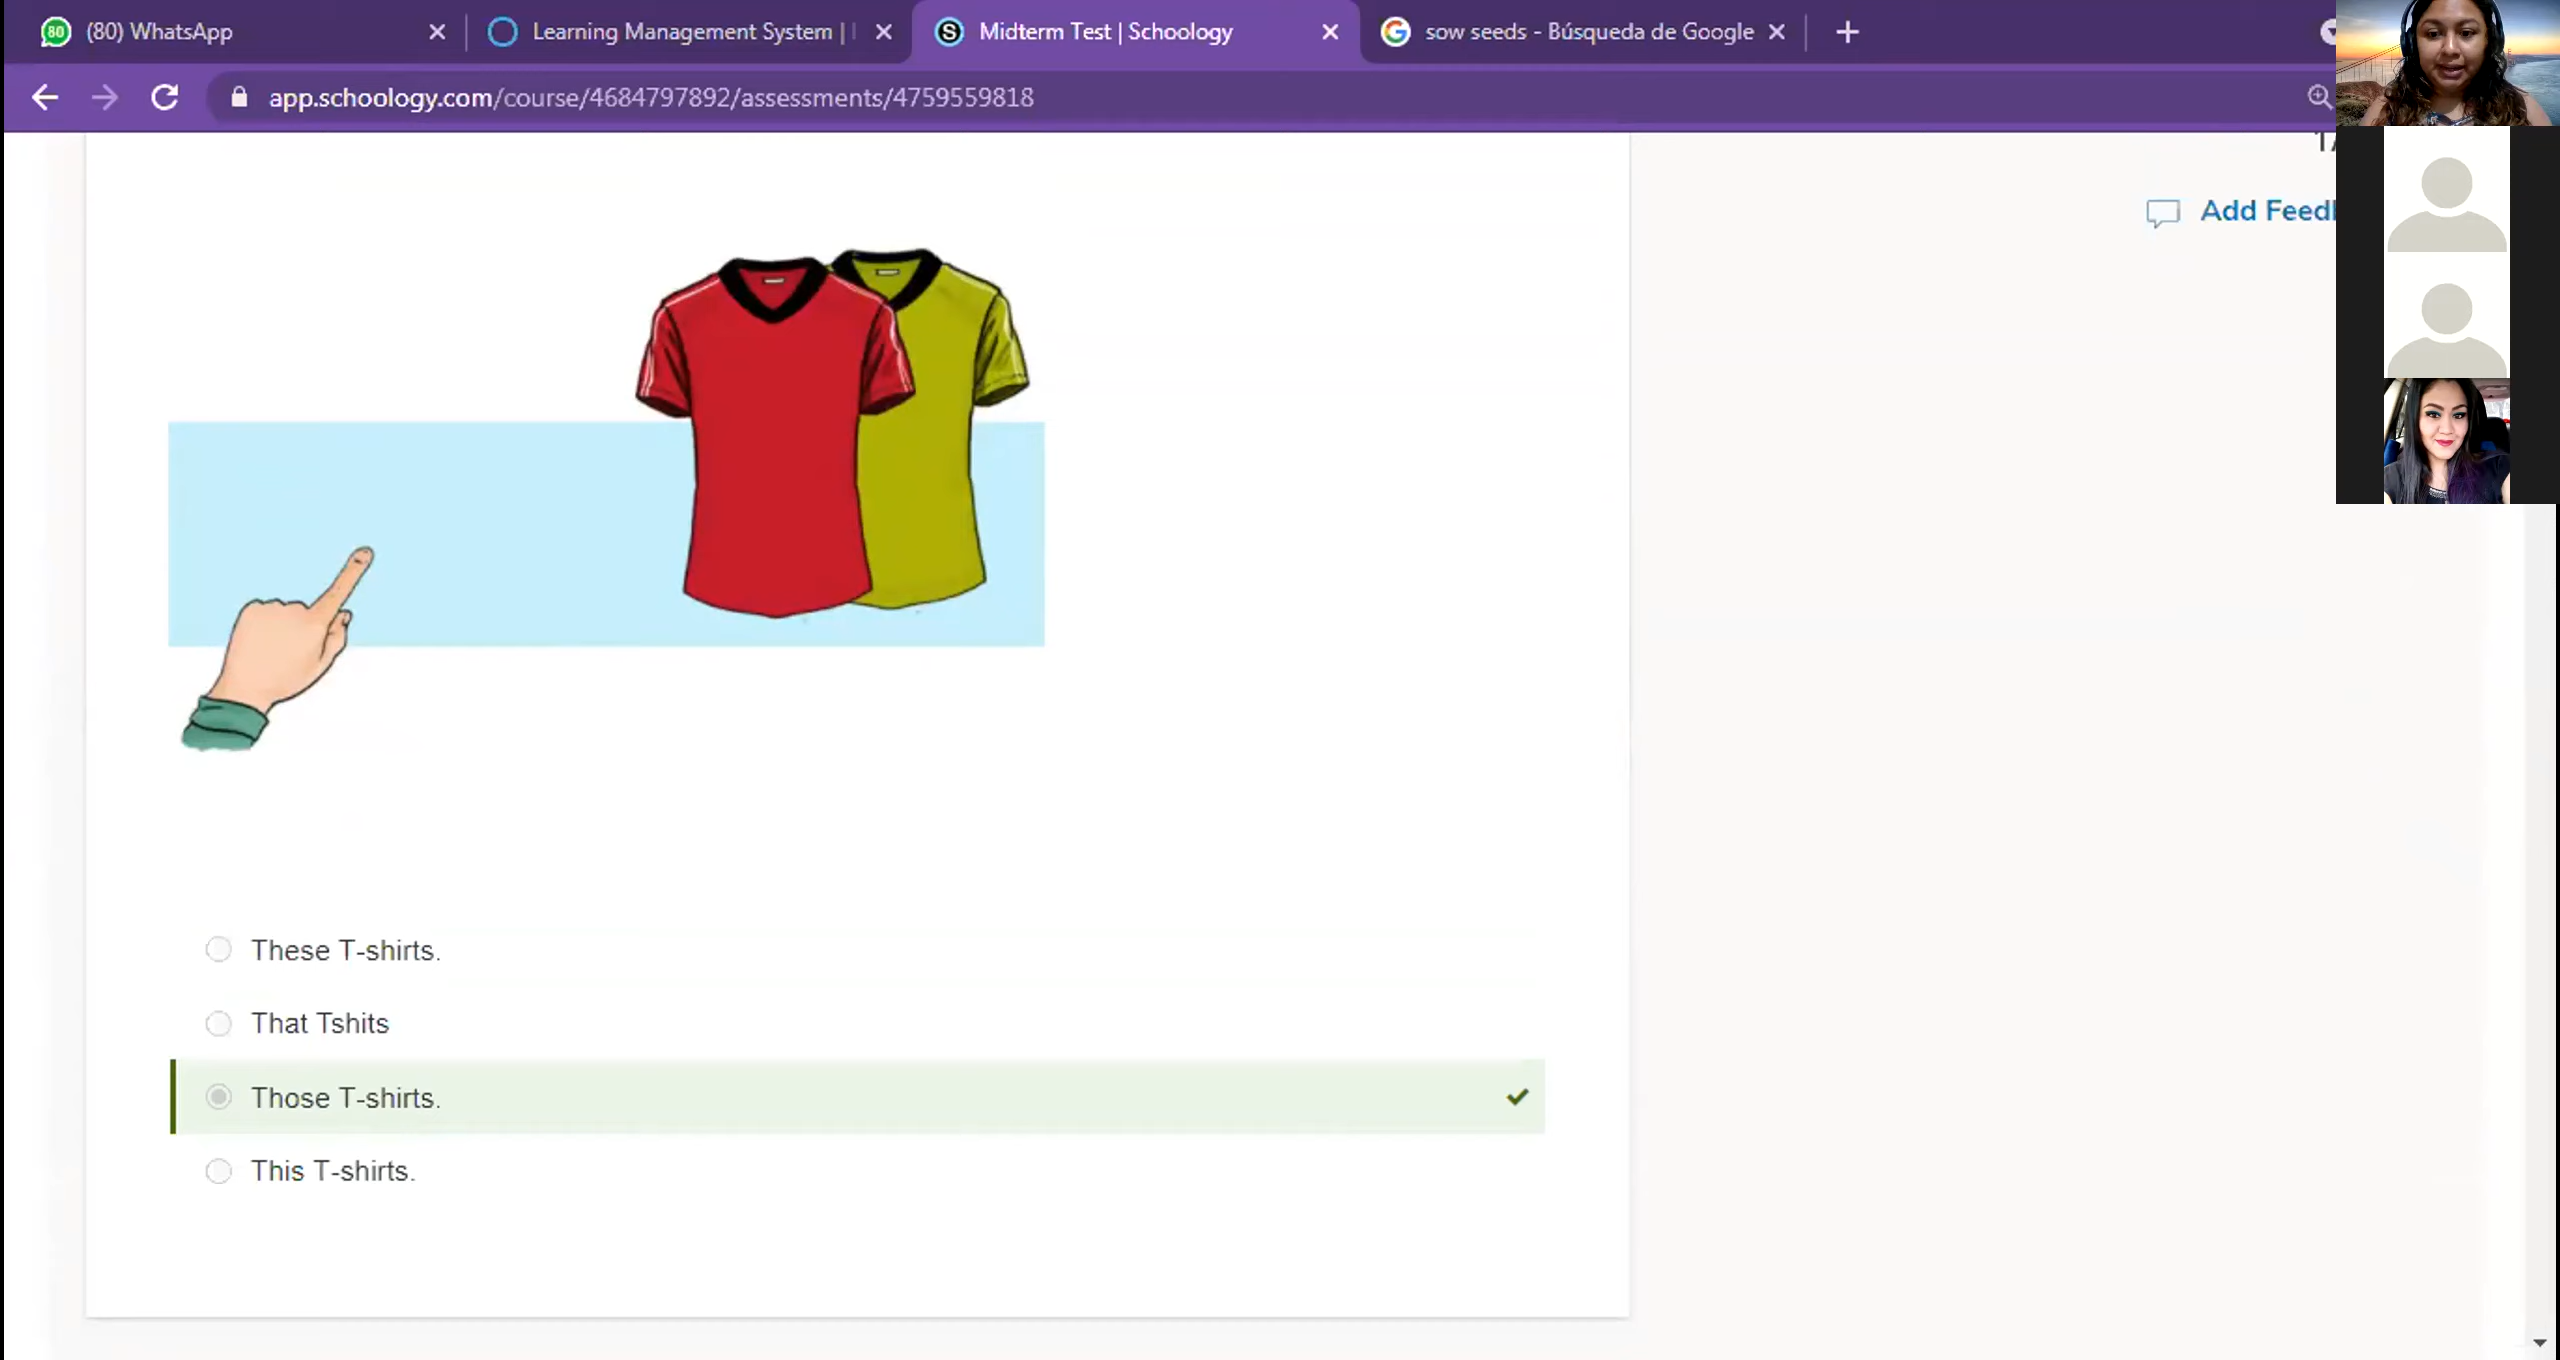 80
(80) WhatsApp
Learning Management System |
S
Midterm Test | Schoology
G
sow seeds - Búsqueda de Google
app.schoology.com/course/4684797892/assessments/4759559818
Add Feed
These T-shirts.
That Tshits
Those T-shirts.
This T-shirts.